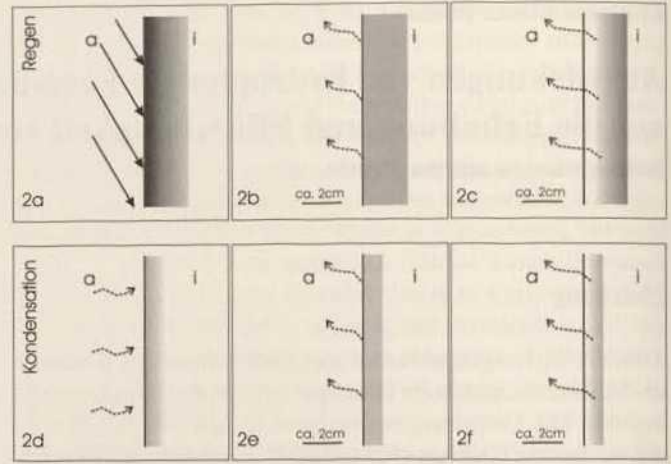 Regen
a
i
2a
a
i
ca. 2cm
2b
a
i
ca. 2cm
2c
Kondensation
a
i
2d
a
i
ca. 2cm
2e
a
i
ca. 2cm
2f